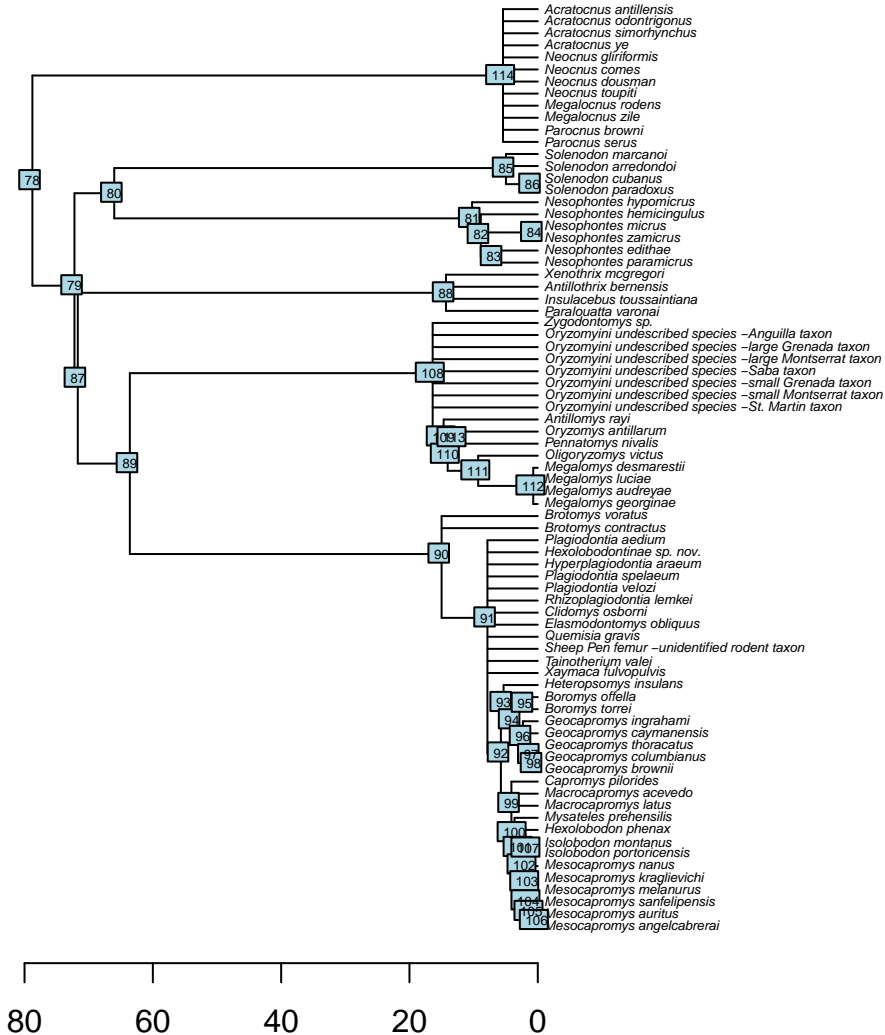 Acratocnus antillensis
Acratocnus odontrigonus
Acratocnus simorhynchus
Acratocnus ye
Neocnus gliriformis
Neocnus comes
Neocnus dousman
Neocnus toupiti
Megalocnus rodens
Megalocnus zile
Parocnus browni
Parocnus serus
Solenodon marcanoi
Solenodon arredondoi
Solenodon cubanus
Solenodon paradoxus
Nesophontes hypomicrus
Nesophontes hemicingulus
Nesophontes micrus
Nesophontes zamicrus
Nesophontes edithae
Nesophontes paramicrus
Xenothrix mcgregori
Antillothrix bernensis
Insulacebus toussaintiana
Paralouatta varonai
Zygodontomys sp.
Oryzomyini undescribed species −Anguilla taxon
Oryzomyini undescribed species −large Grenada taxon
Oryzomyini undescribed species −large Montserrat taxon
Oryzomyini undescribed species −Saba taxon
Oryzomyini undescribed species −small Grenada taxon
Oryzomyini undescribed species −small Montserrat taxon
Oryzomyini undescribed species −St. Martin taxon
Antillomys rayi
Oryzomys antillarum
Pennatomys nivalis
Oligoryzomys victus
Megalomys desmarestii
Megalomys luciae
Megalomys audreyae
Megalomys georginae
Brotomys voratus
Brotomys contractus
Plagiodontia aedium
Hexolobodontinae sp. nov.
Hyperplagiodontia araeum
Plagiodontia spelaeum
Plagiodontia velozi
Rhizoplagiodontia lemkei
Clidomys osborni
Elasmodontomys obliquus
Quemisia gravis
Sheep Pen femur −unidentified rodent taxon
Tainotherium valei
Xaymaca fulvopulvis
Heteropsomys insulans
Boromys offella
Boromys torrei
Geocapromys ingrahami
Geocapromys caymanensis
Geocapromys thoracatus
Geocapromys columbianus
Geocapromys brownii
Capromys pilorides
Macrocapromys acevedo
Macrocapromys latus
Mysateles prehensilis
Hexolobodon phenax
Isolobodon montanus
Isolobodon portoricensis
Mesocapromys nanus
Mesocapromys kraglievichi
Mesocapromys melanurus
Mesocapromys sanfelipensis
Mesocapromys auritus
Mesocapromys angelcabrerai
114
78
80
85
86
81
82
84
83
79
88
87
108
109
113
110
111
112
89
90
91
93
95
94
96
92
97
98
99
100
101
107
102
103
104
105
106
80
60
40
20
0